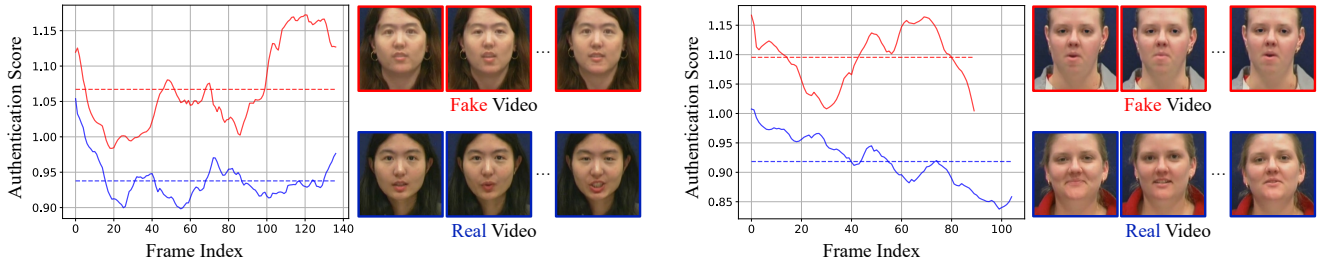 Authentication Score
1.15
1.10
1.05
1.00
0.95
0.90
0 20 40 60 80 100 120 140
Frame Index
...
Fake Video
...
Real Video
Authentication Score
1.15
1.10
1.05
1.00
0.95
0.90
0.85
0 20 40 60 80 100
Frame Index
...
Fake Video
...
Real Video